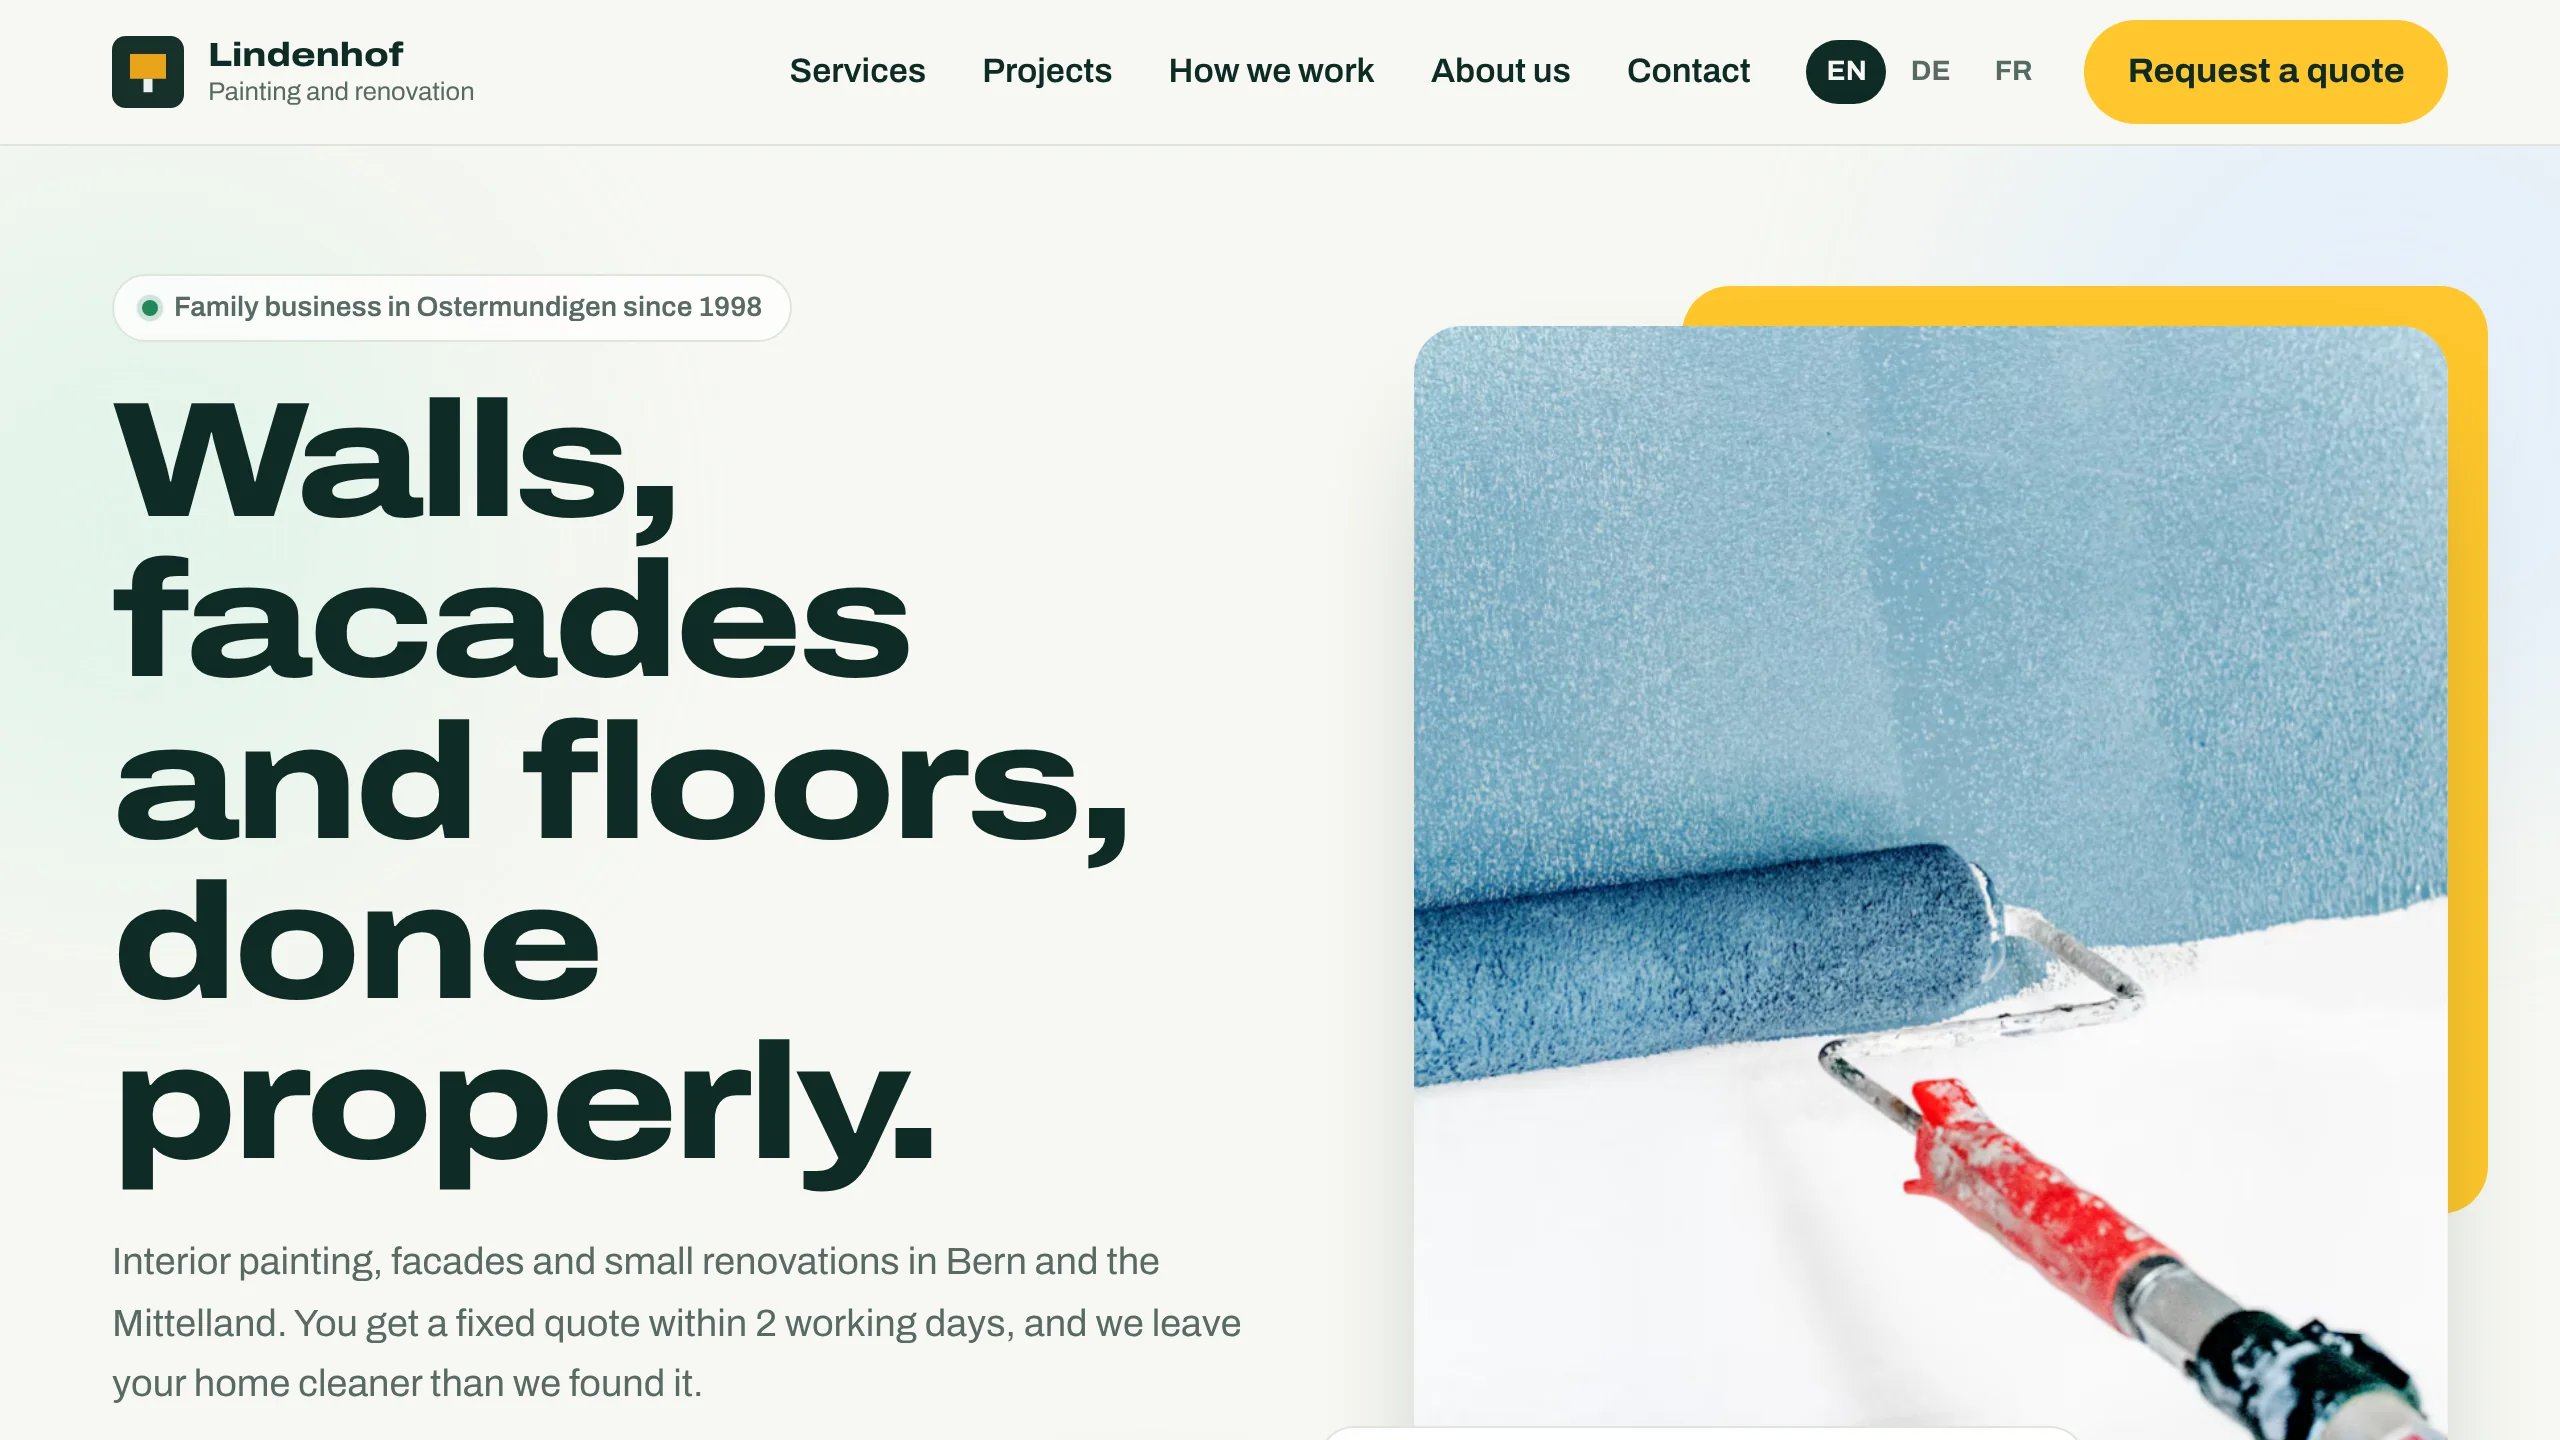 Lindenhof
Painting and renovation
Services
Projects
How we work
About us
Contact
EN
DE
FR
Request a quote
Family business in Ostermundigen since 1998
Walls,
facades
and floors,
done
properly.
Interior painting, facades and small renovations in Bern and the
Mittelland. You get a fixed quote within 2 working days, and we leave
your home cleaner than we found it.